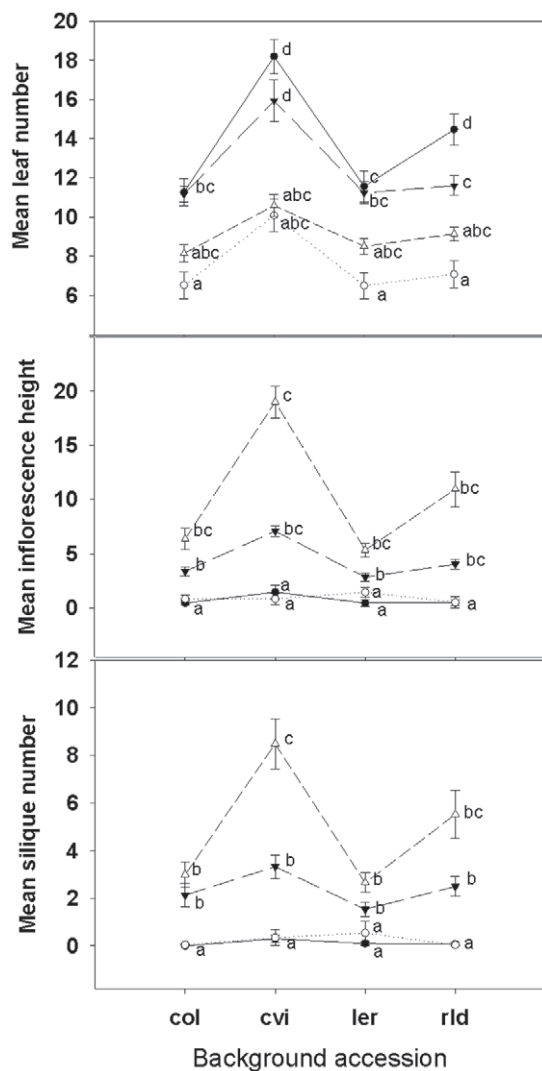 20
18
16
14
12
10
8
6
Mean leaf number
d
d
d
bc
c
bc
c
abc
abc
abc
abc
abc
a
a
a
20
15
10
5
0
Mean inflorescence height
c
bc
bc
bc
bc
bc
b
b
a
a
a
a
a
a
12
10
8
6
4
2
0
Mean silique number
c
bc
b
b
b
b
b
b
a
a
a
a
a
col cvi ler rld
Background accession